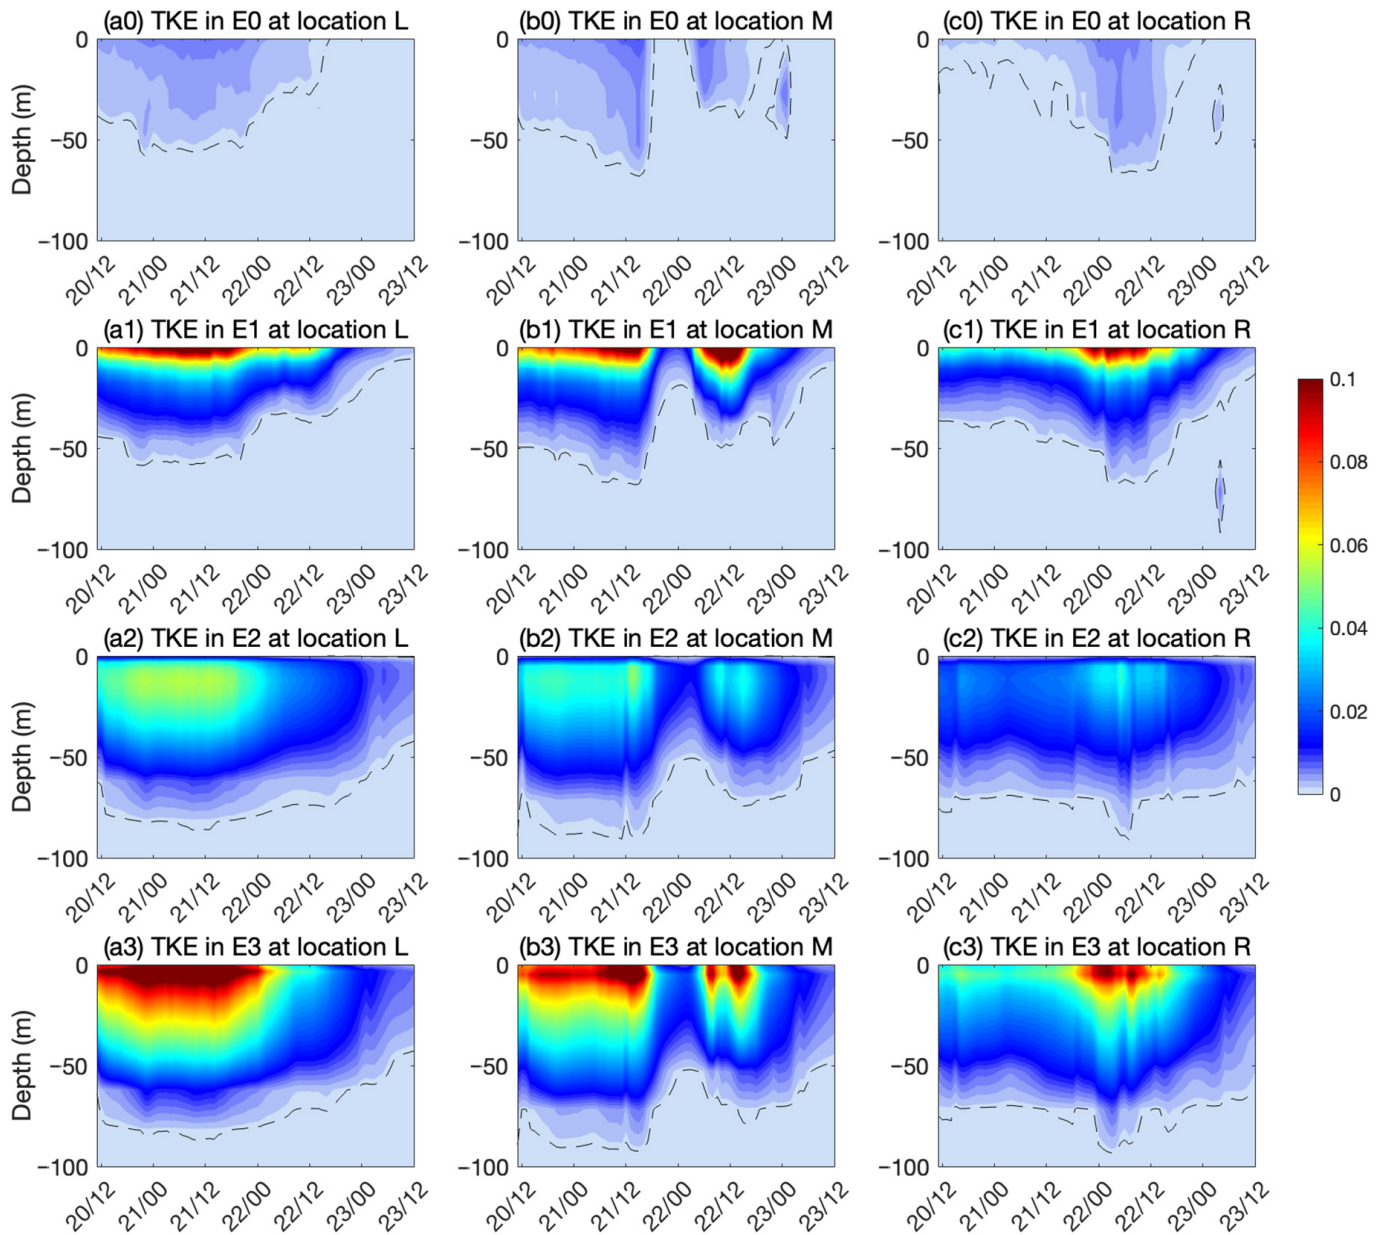 (a0) TKE in E0 at location L
(b0) TKE in E0 at location M
(c0) TKE in E0 at location R
Depth (m)
0
−50
−100
20/12 21/00 21/12 22/00 22/12 23/00 23/12
0
−50
−100
20/12 21/00 21/12 22/00 22/12 23/00 23/12
0
−50
−100
20/12 21/00 21/12 22/00 22/12 23/00 23/12
(a1) TKE in E1 at location L
(b1) TKE in E1 at location M
(c1) TKE in E1 at location R
Depth (m)
0
−50
−100
20/12 21/00 21/12 22/00 22/12 23/00 23/12
0
−50
−100
20/12 21/00 21/12 22/00 22/12 23/00 23/12
0
−50
−100
20/12 21/00 21/12 22/00 22/12 23/00 23/12
0.1
0.08
0.06
0.04
0.02
0
(a2) TKE in E2 at location L
(b2) TKE in E2 at location M
(c2) TKE in E2 at location R
Depth (m)
0
−50
−100
20/12 21/00 21/12 22/00 22/12 23/00 23/12
0
−50
−100
20/12 21/00 21/12 22/00 22/12 23/00 23/12
0
−50
−100
20/12 21/00 21/12 22/00 22/12 23/00 23/12
(a3) TKE in E3 at location L
(b3) TKE in E3 at location M
(c3) TKE in E3 at location R
Depth (m)
0
−50
−100
20/12 21/00 21/12 22/00 22/12 23/00 23/12
0
−50
−100
20/12 21/00 21/12 22/00 22/12 23/00 23/12
0
−50
−100
20/12 21/00 21/12 22/00 22/12 23/00 23/12